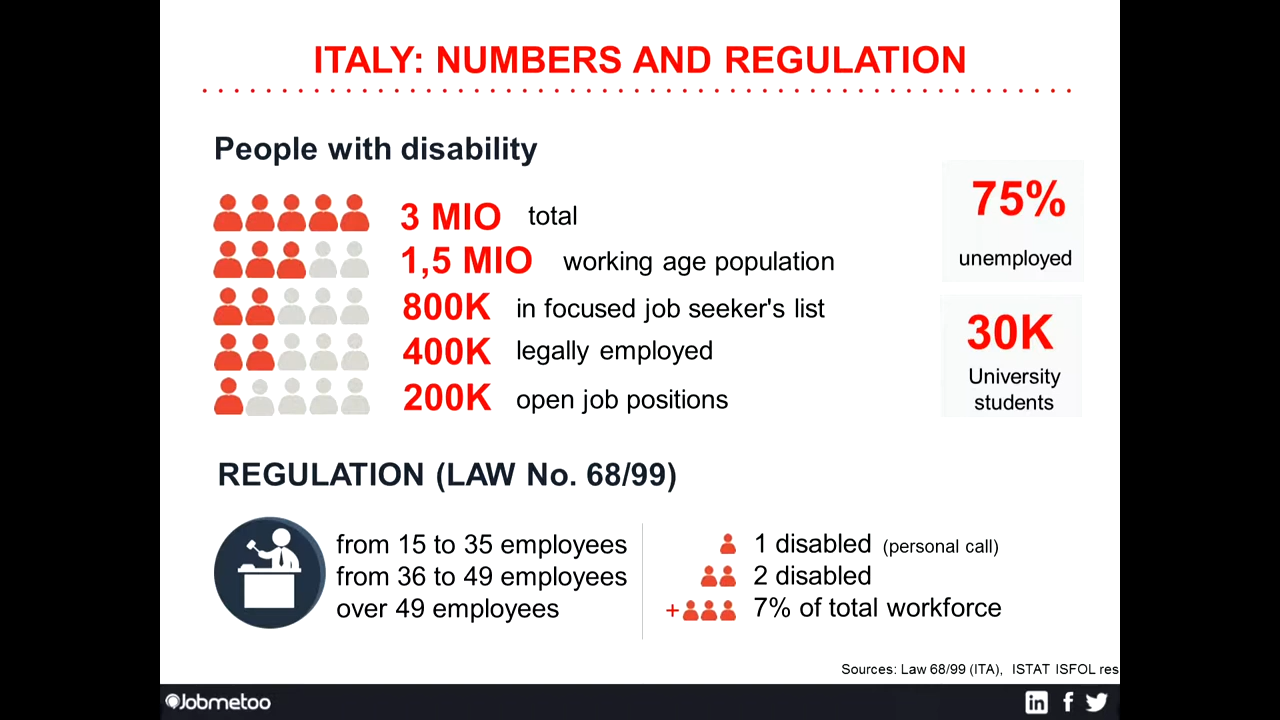 ITALY: NUMBERS AND REGULATION
People with disability
3 MIO total
1,5 MIO working age population
800K in focused job seeker's list
400K legally employed
200K open job positions
75%
unemployed
30K
University
students
REGULATION (LAW No. 68/99)
from 15 to 35 employees
from 36 to 49 employees
over 49 employees
1 disabled (personal call)
2 disabled
+ 7% of total workforce
Sources: Law 68/99 (ITA), ISTAT ISFOL res
Jobmetoo
in f